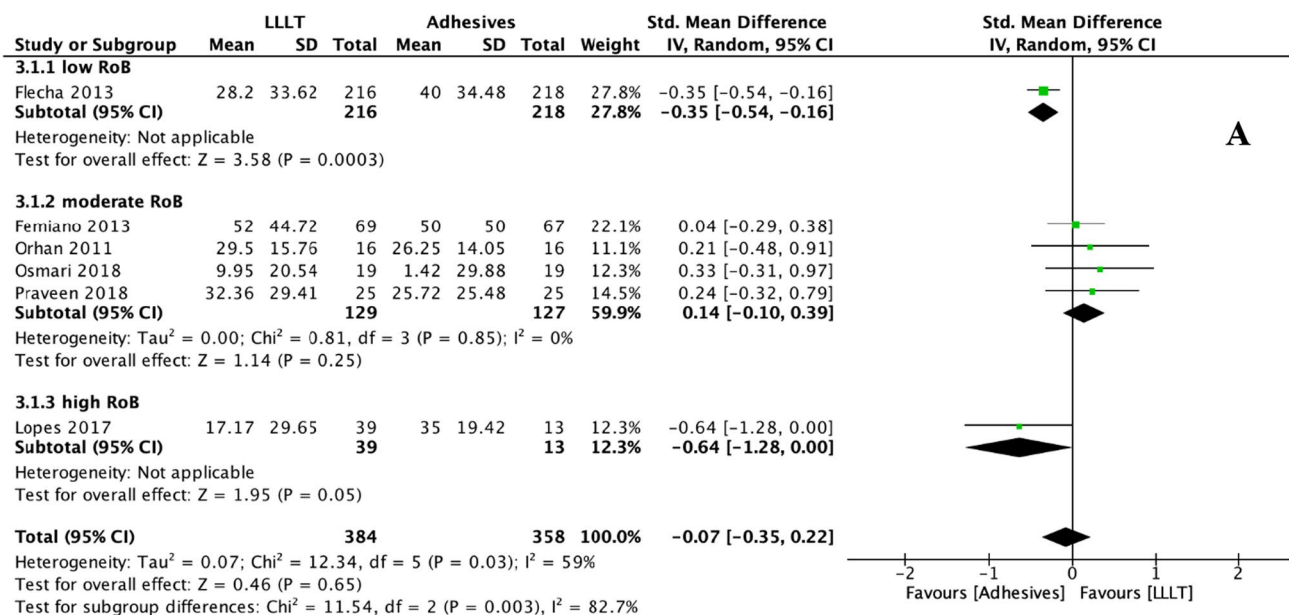 LLLT Adhesives Std. Mean Difference Std. Mean Difference
Study or Subgroup Mean SD Total Mean SD Total Weight IV, Random, 95% CI IV, Random, 95% CI
3.1.1 low RoB
Flecha 2013 28.2 33.62 216 40 34.48 218 27.8% -0.35 [-0.54, -0.16]
Subtotal (95% CI) 216 218 27.8% -0.35 [-0.54, -0.16]
A
Heterogeneity: Not applicable
Test for overall effect: Z = 3.58 (P = 0.0003)
3.1.2 moderate RoB
Femiano 2013 52 44.72 69 50 50 67 22.1% 0.04 [-0.29, 0.38]
Orhan 2011 29.5 15.76 16 26.25 14.05 16 11.1% 0.21 [-0.48, 0.91]
Osmari 2018 9.95 20.54 19 1.42 29.88 19 12.3% 0.33 [-0.31, 0.97]
Praveen 2018 32.36 29.41 25 25.72 25.48 25 14.5% 0.24 [-0.32, 0.79]
Subtotal (95% CI) 129 127 59.9% 0.14 [-0.10, 0.39]
Heterogeneity: Tau² = 0.00; Chi² = 0.81, df = 3 (P = 0.85); I² = 0%
Test for overall effect: Z = 1.14 (P = 0.25)
3.1.3 high RoB
Lopes 2017 17.17 29.65 39 35 19.42 13 12.3% -0.64 [-1.28, 0.00]
Subtotal (95% CI) 39 13 12.3% -0.64 [-1.28, 0.00]
Heterogeneity: Not applicable
Test for overall effect: Z = 1.95 (P = 0.05)
Total (95% CI) 384 358 100.0% -0.07 [-0.35, 0.22]
Heterogeneity: Tau² = 0.07; Chi² = 12.34, df = 5 (P = 0.03); I² = 59%
Test for overall effect: Z = 0.46 (P = 0.65)
Test for subgroup differences: Chi² = 11.54, df = 2 (P = 0.003), I² = 82.7%
-2 -1 0 1 2
Favours [Adhesives] Favours [LLLT]